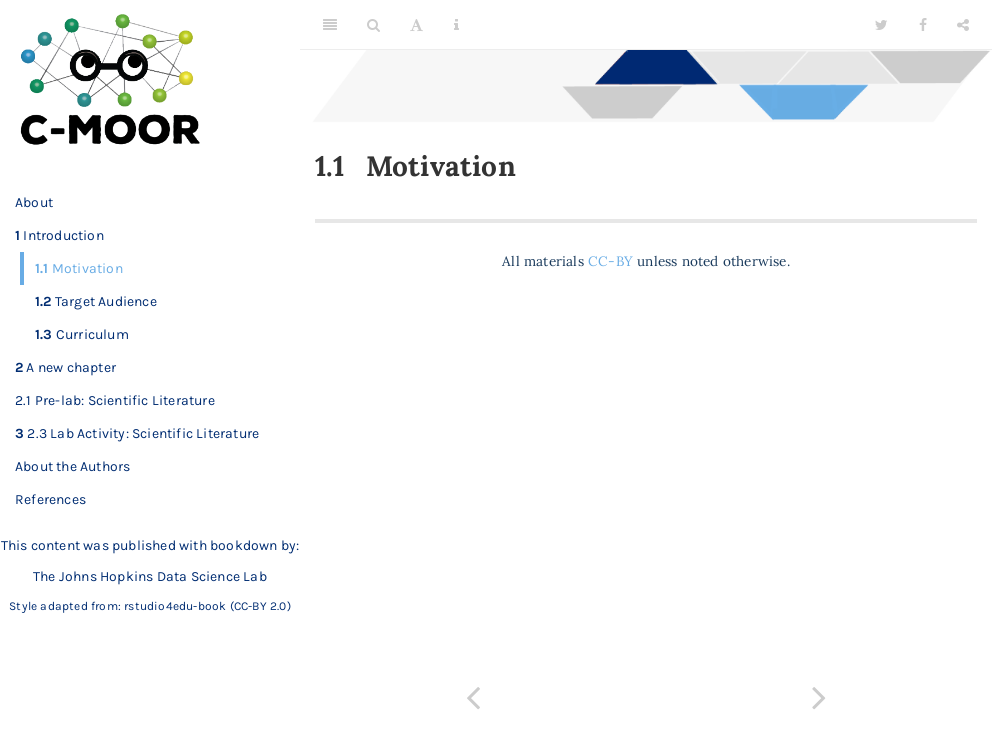 C-MOOR
About
1 Introduction
1.1 Motivation
1.2 Target Audience
1.3 Curriculum
2 A new chapter
2.1 Pre-lab: Scientific Literature
3 2.3 Lab Activity: Scientific Literature
About the Authors
References
This content was published with bookdown by:
The Johns Hopkins Data Science Lab
Style adapted from: rstudio4edu-book (CC-BY 2.0)
1.1 Motivation
All materials CC-BY unless noted otherwise.